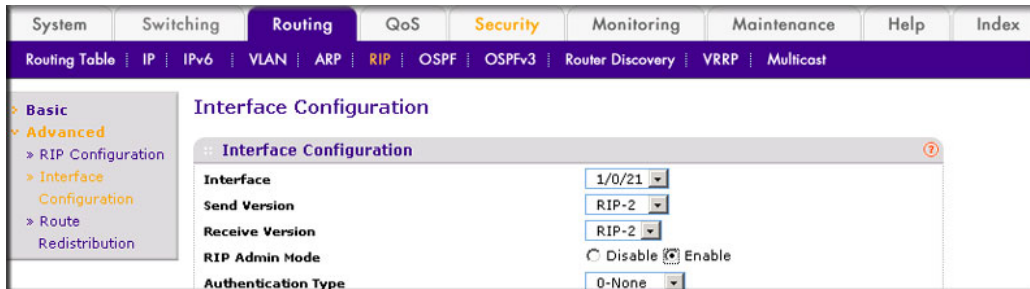 System Switching Routing QoS Security Monitoring Maintenance Help Index
Routing Table IP IPv6 VLAN ARP RIP OSPF OSPFv3 Router Discovery VRRP Multicast
Basic
Advanced
» RIP Configuration
» Interface
Configuration
» Route
Redistribution
Interface Configuration
Interface Configuration ?
Interface 1/0/21
Send Version RIP-2
Receive Version RIP-2
RIP Admin Mode Disable Enable
Authentication Type 0-None